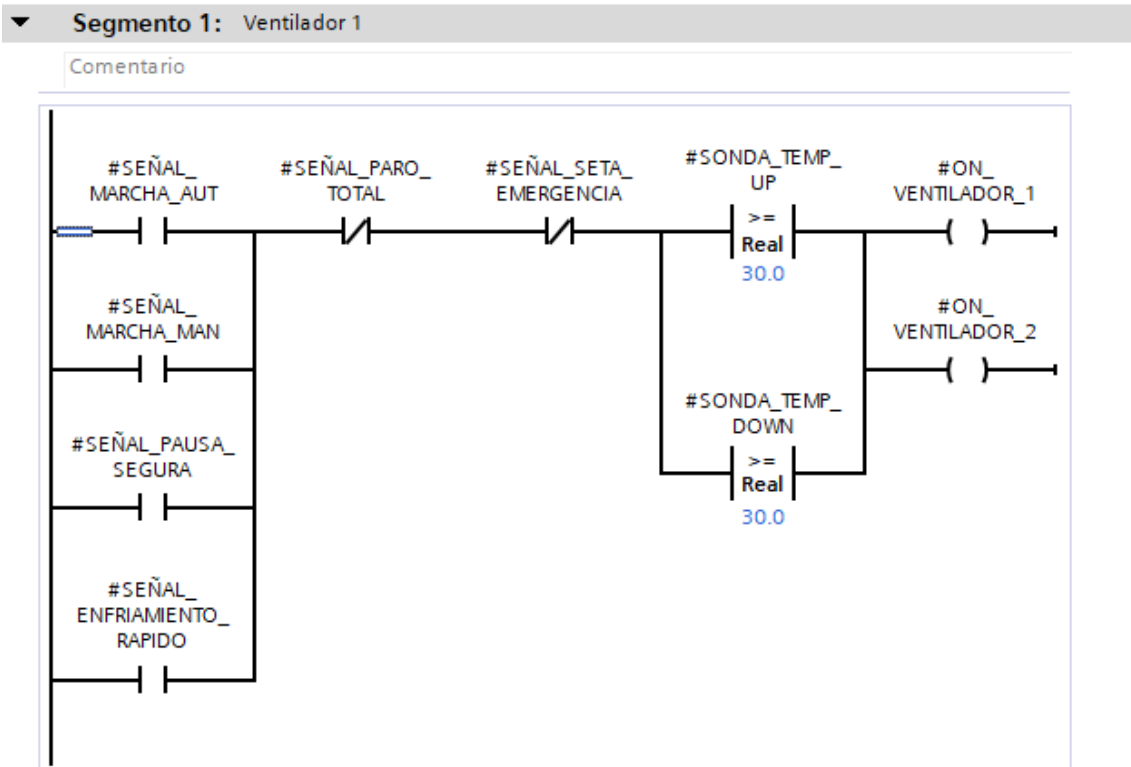 Segmento 1: Ventilador 1
Comentario
#SEÑAL_
MARCHA_AUT
#SEÑAL_PARO_
TOTAL
#SEÑAL_SETA_
EMERGENCIA
#SONDA_TEMP_
UP
>=
Real
30.0
#ON_
VENTILADOR_1
#SEÑAL_
MARCHA_MAN
#ON_
VENTILADOR_2
#SEÑAL_PAUSA_
SEGURA
#SONDA_TEMP_
DOWN
>=
Real
30.0
#SEÑAL_
ENFRIAMIENTO_
RAPIDO